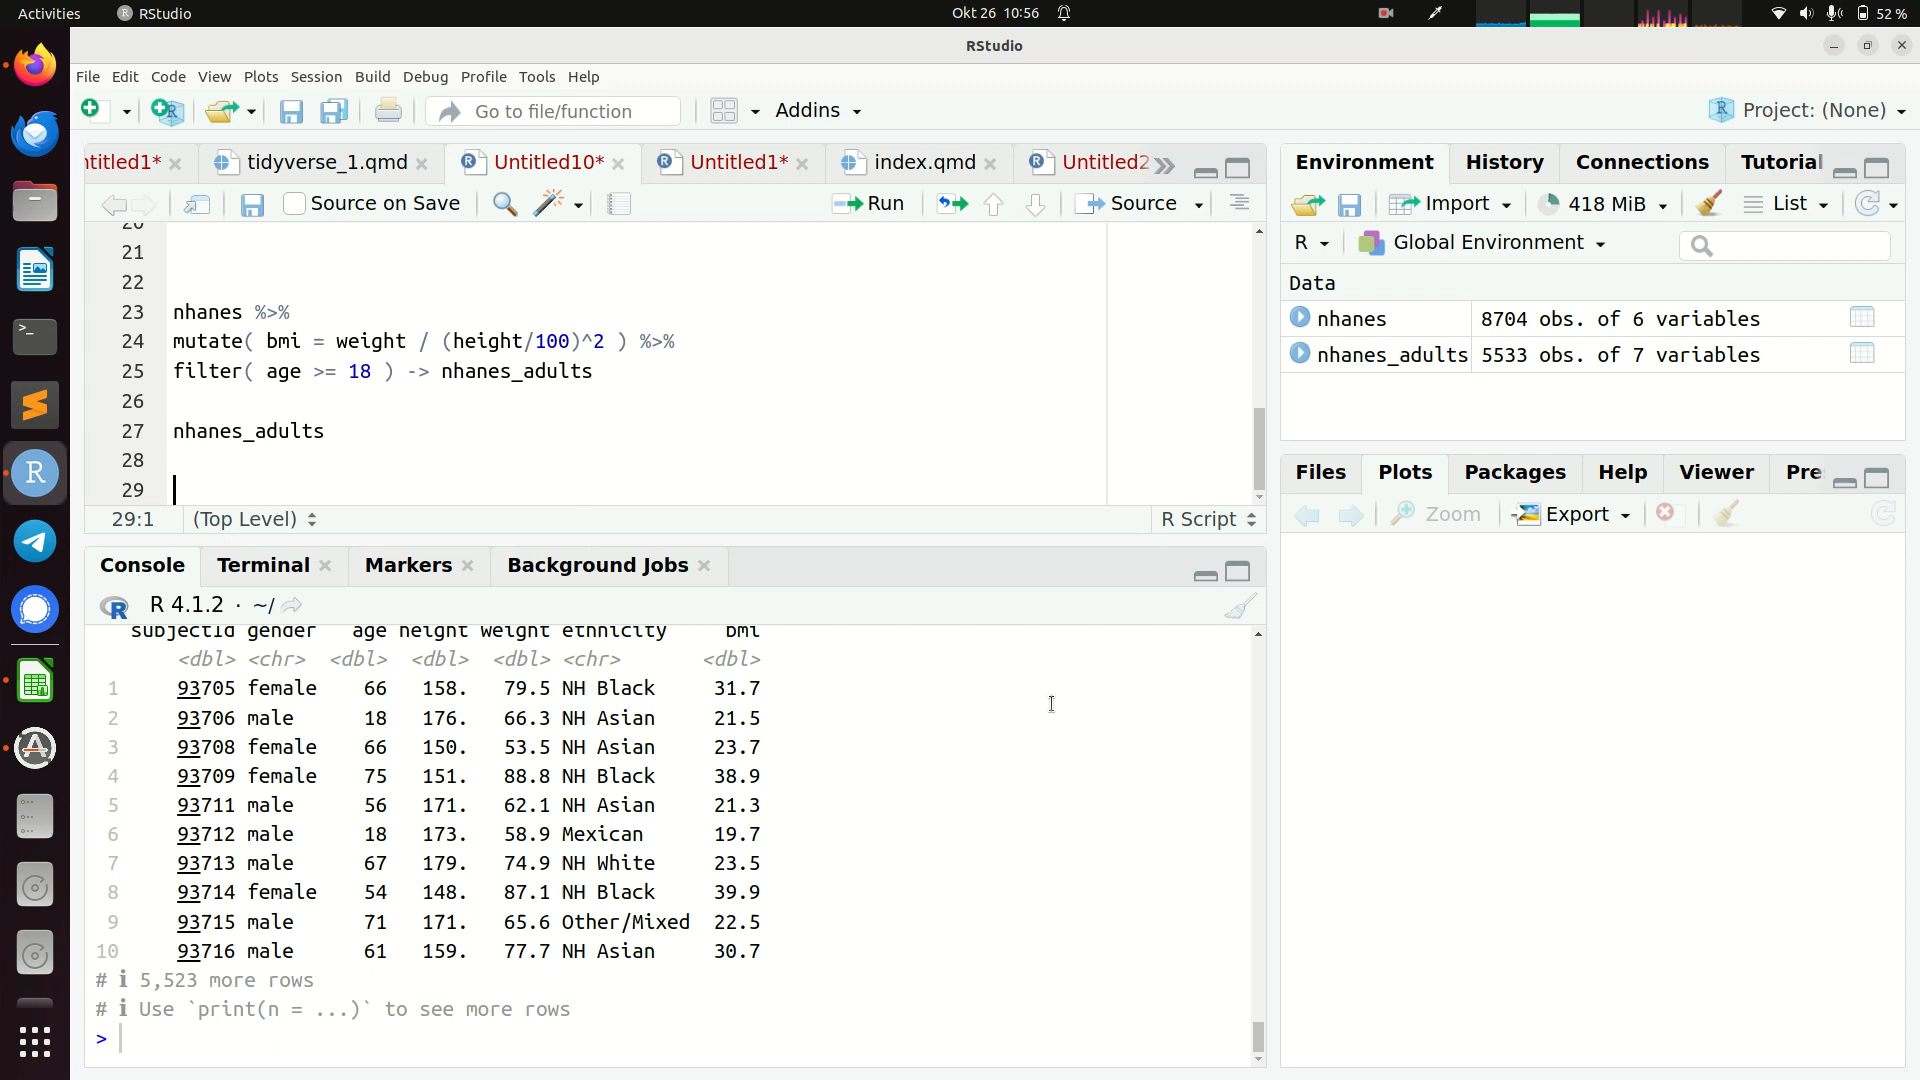 Activities RStudio Okt 26 10:56 52 %
RStudio
File Edit Code View Plots Session Build Debug Profile Tools Help
Go to file/function Addins Project: (None)
ntitled1* tidyverse_1.qmd Untitled10* Untitled1* index.qmd Untitled2
Source on Save Run Source
20
21
22
23 nhanes %>%
24 mutate( bmi = weight / (height/100)^2 ) %>%
25 filter( age >= 18 ) -> nhanes_adults
26
27 nhanes_adults
28
29
29:1 (Top Level) R Script
Console Terminal Markers Background Jobs
R 4.1.2 · ~/
subjectId gender age height weight ethnicity bmi
<dbl> <chr> <dbl> <dbl> <dbl> <chr> <dbl>
1 93705 female 66 158. 79.5 NH Black 31.7
2 93706 male 18 176. 66.3 NH Asian 21.5
3 93708 female 66 150. 53.5 NH Asian 23.7
4 93709 female 75 151. 88.8 NH Black 38.9
5 93711 male 56 171. 62.1 NH Asian 21.3
6 93712 male 18 173. 58.9 Mexican 19.7
7 93713 male 67 179. 74.9 NH White 23.5
8 93714 female 54 148. 87.1 NH Black 39.9
9 93715 male 71 171. 65.6 Other/Mixed 22.5
10 93716 male 61 159. 77.7 NH Asian 30.7
# ℹ 5,523 more rows
# ℹ Use `print(n = ...)` to see more rows
>
Environment History Connections Tutorial
Import 418 MiB List
R Global Environment
Data
nhanes 8704 obs. of 6 variables
nhanes_adults 5533 obs. of 7 variables
Files Plots Packages Help Viewer Pre
Zoom Export